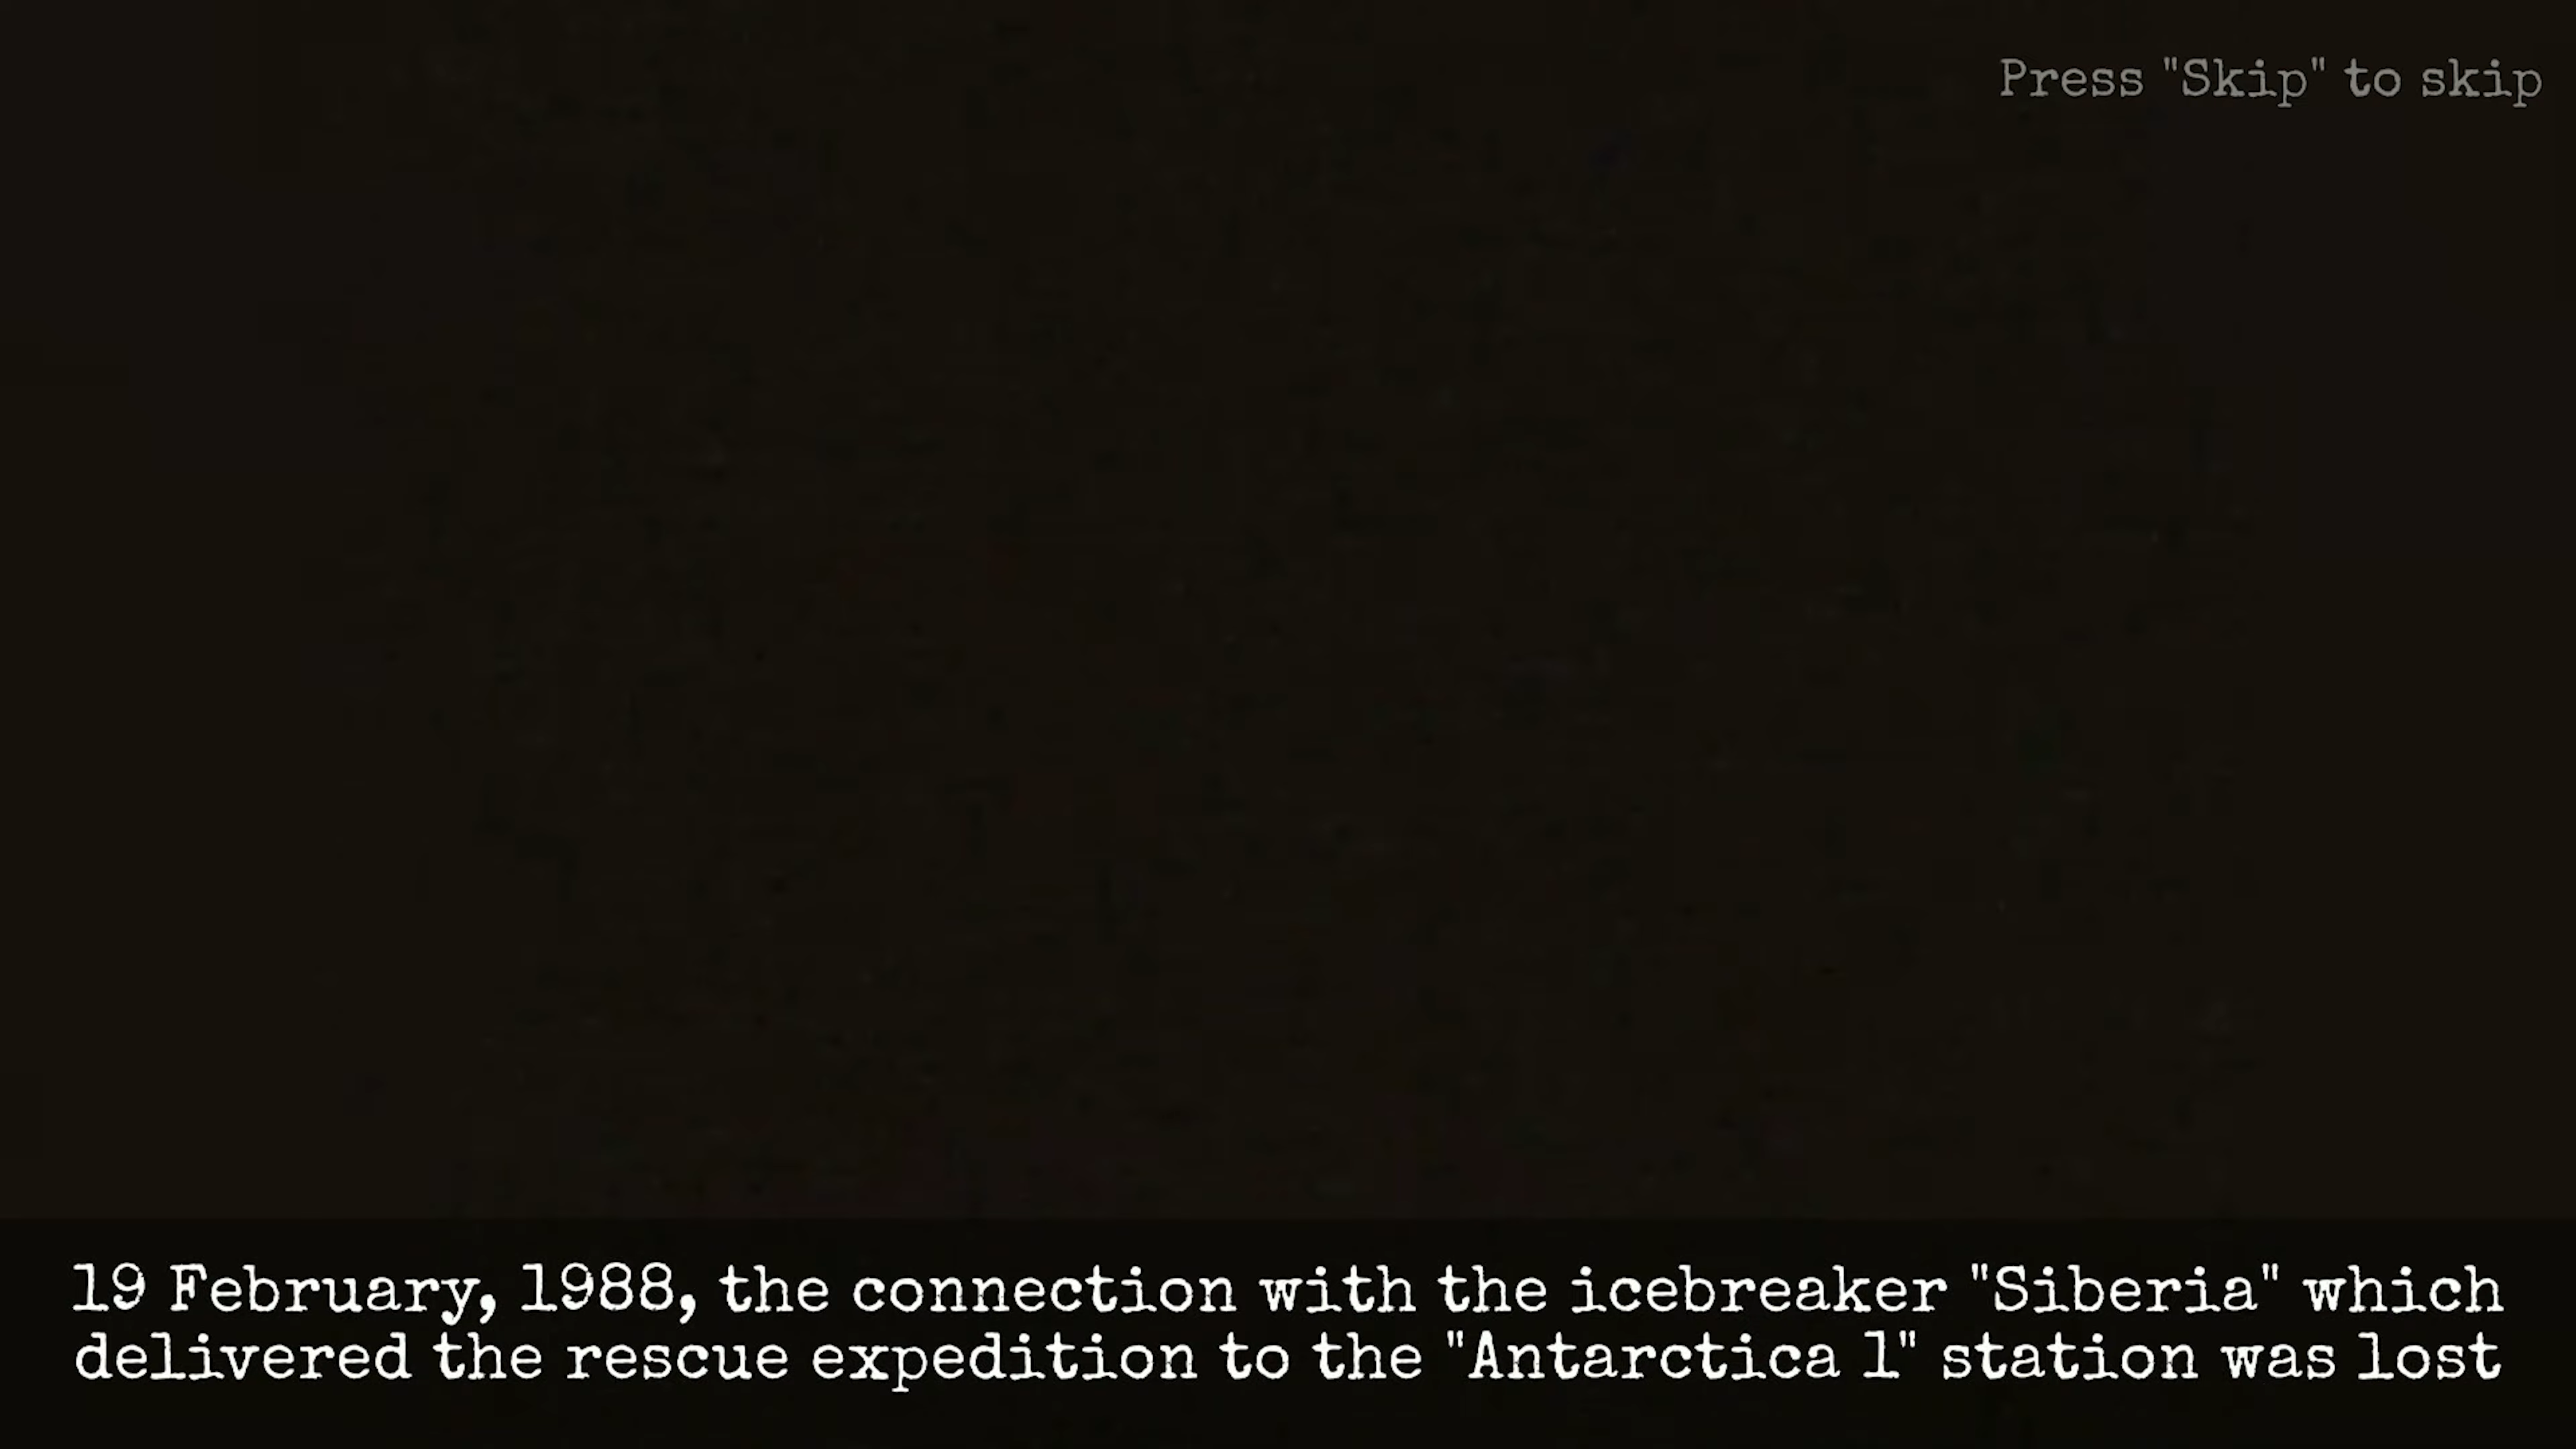 Press "Skip" to skip
19 February, 1988, the connection with the icebreaker "Siberia" which
delivered the rescue expedition to the "Antarctica 1" station was lost